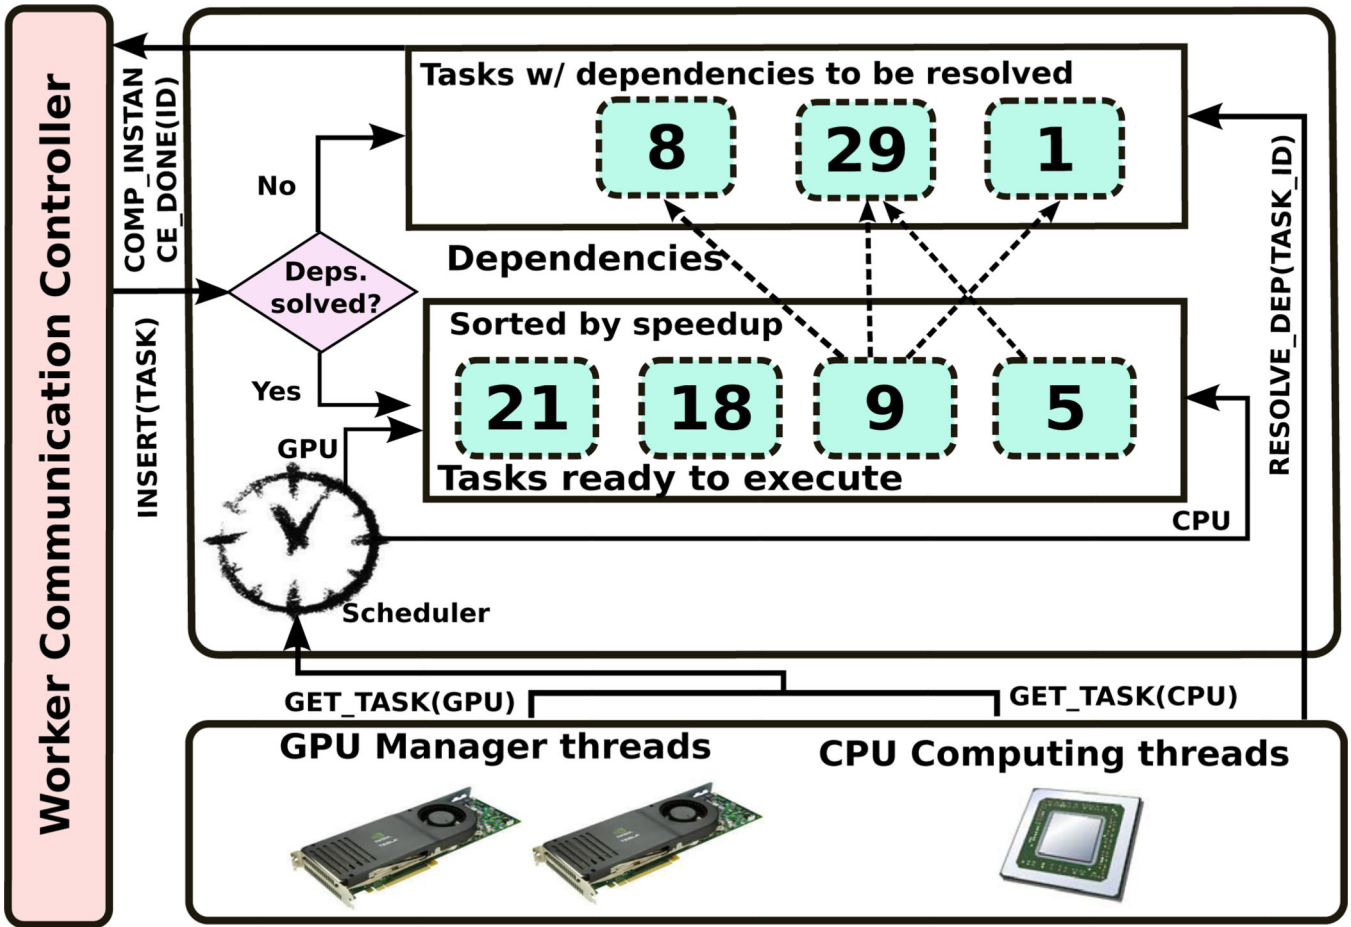 Worker Communication Controller
COMP_INSTAN
CE_DONE(ID)
INSERT(TASK)
Tasks w/ dependencies to be resolved
8 29 1
No
Deps.
solved?
Yes
Dependencies
Sorted by speedup
21 18 9 5
Tasks ready to execute
GPU
CPU
Scheduler
RESOLVE_DEP(TASK_ID)
GET_TASK(GPU)
GET_TASK(CPU)
GPU Manager threads
CPU Computing threads